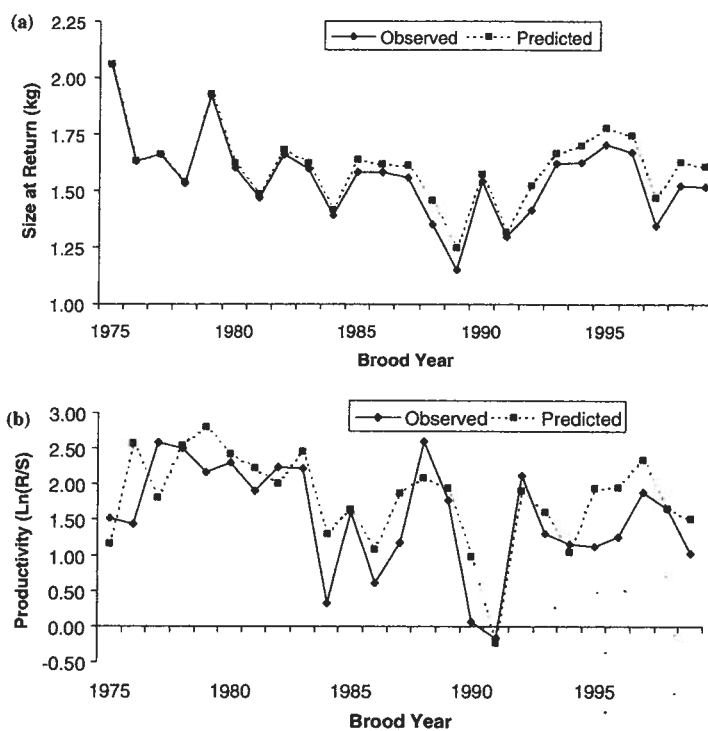 (a)
2.25
2.00
1.75
1.50
1.25
1.00
Size at Return (kg)
Observed Predicted
1975 1980 1985 1990 1995
Brood Year
(b)
3.00
2.50
2.00
1.50
1.00
0.50
0.00
-0.50
Productivity (Ln(R/S)
Observed Predicted
1975 1980 1985 1990 1995
Brood Year